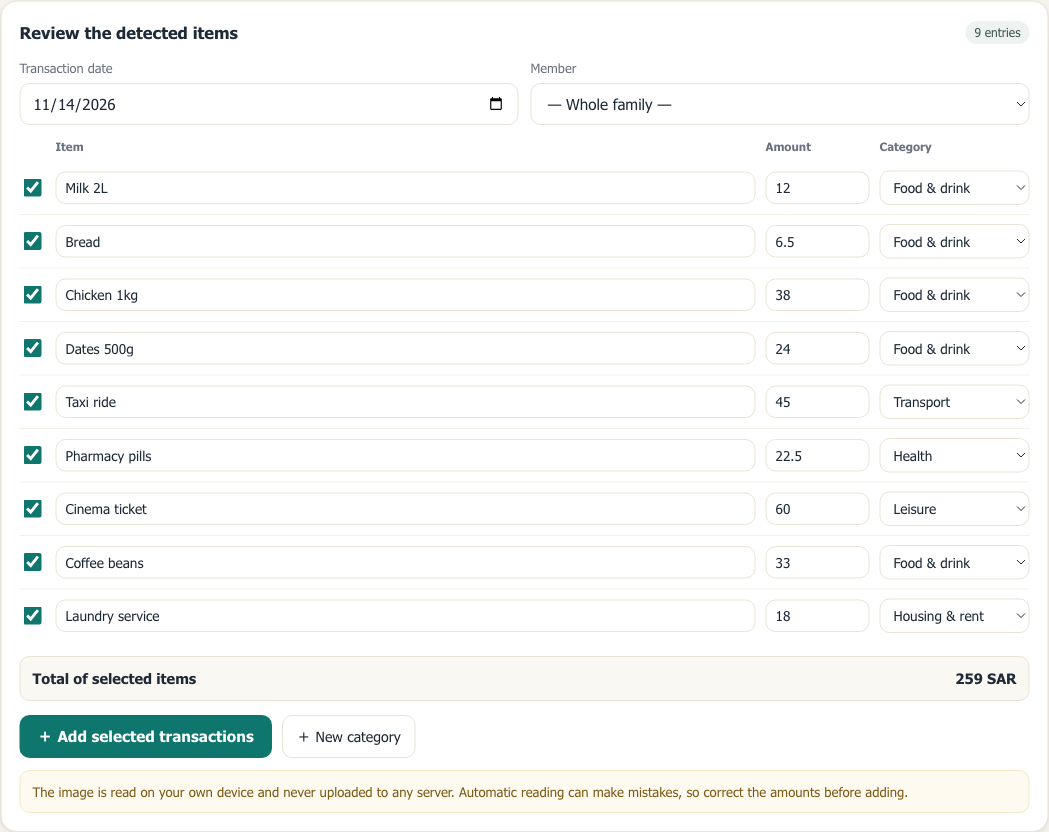 Review the detected items
9 entries
Transaction date
Member
11/14/2026
— Whole family —
Item Amount Category
Milk 2L 12 Food & drink
Bread 6.5 Food & drink
Chicken 1kg 38 Food & drink
Dates 500g 24 Food & drink
Taxi ride 45 Transport
Pharmacy pills 22.5 Health
Cinema ticket 60 Leisure
Coffee beans 33 Food & drink
Laundry service 18 Housing & rent
Total of selected items 259 SAR
+ Add selected transactions
+ New category
The image is read on your own device and never uploaded to any server. Automatic reading can make mistakes, so correct the amounts before adding.